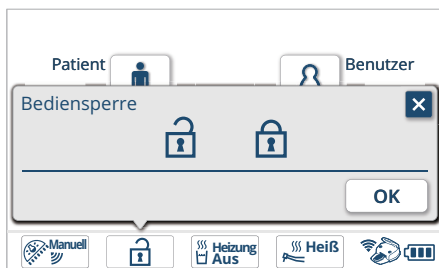 Patient
Benutzer
Bediensperre
OK
Manuell
Heizung
Aus
Heiß